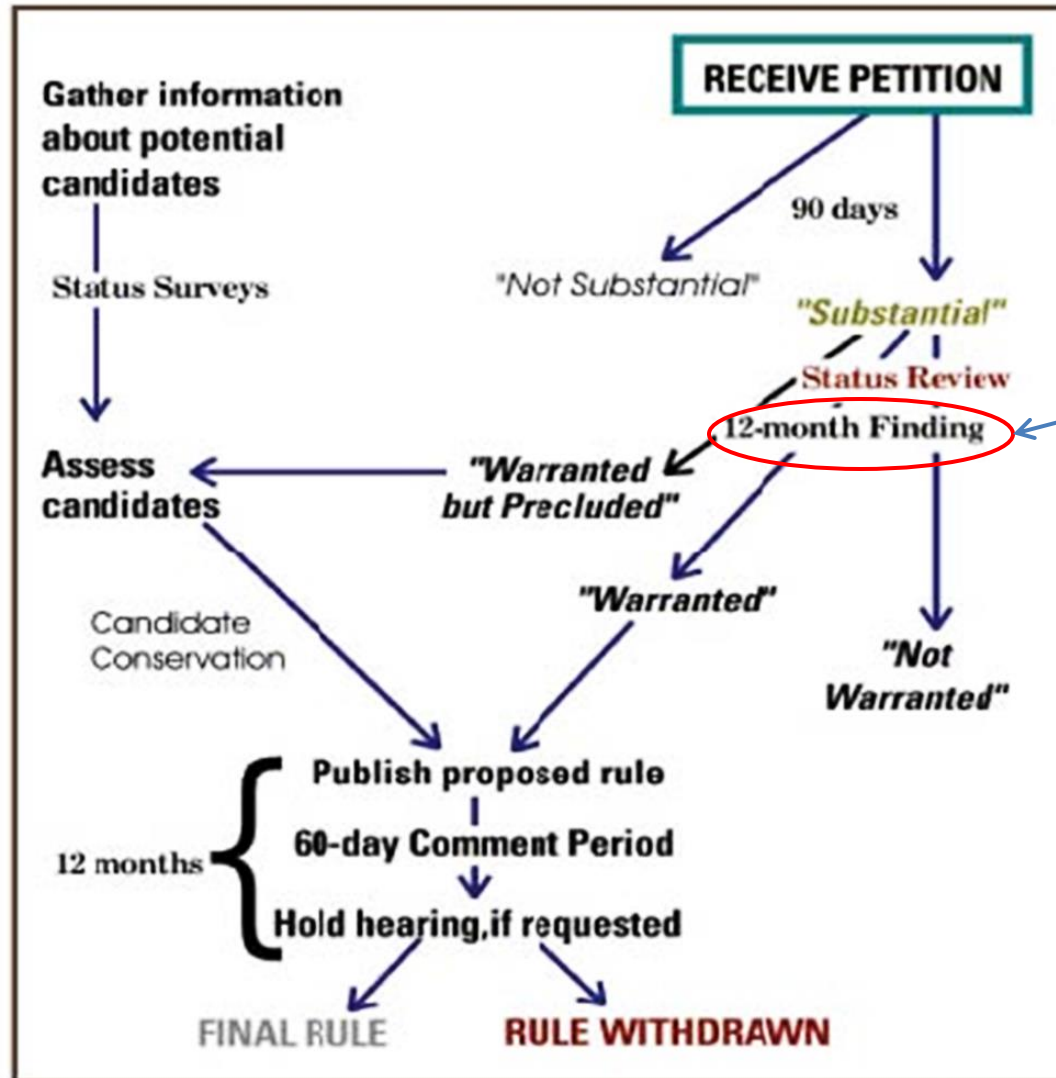 RECEIVE PETITION
Gather information
about potential
candidates
90 days
Status Surveys
"Not Substantial"
"Substantial"
Status Review
12-month Finding
Assess
candidates
"Warranted
but Precluded"
"Warranted"
Candidate
Conservation
"Not
Warranted"
Publish proposed rule
60-day Comment Period
12 months
Hold hearing,if requested
FINAL RULE
RULE WITHDRAWN